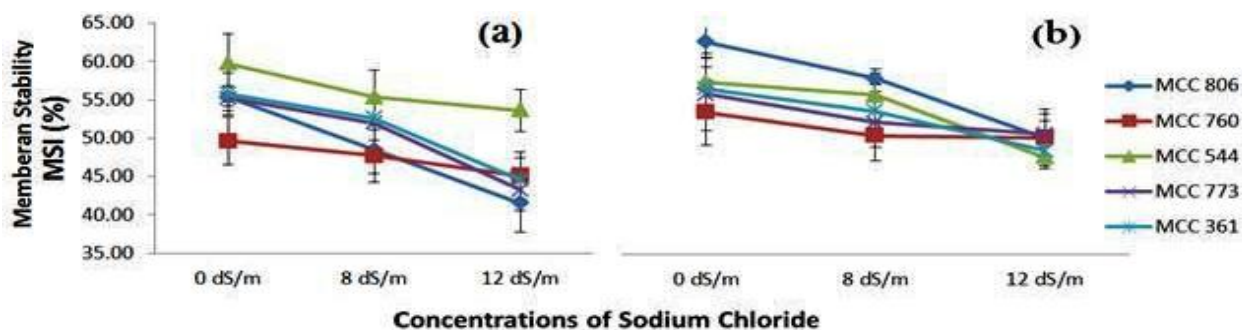 65.00
60.00
55.00
50.00
45.00
40.00
35.00
Memberan Stability
MSI (%)
(a)
(b)
0 dS/m 8 dS/m 12 dS/m
0 dS/m 8 dS/m 12 dS/m
MCC 806
MCC 760
MCC 544
MCC 773
MCC 361
Concentrations of Sodium Chloride